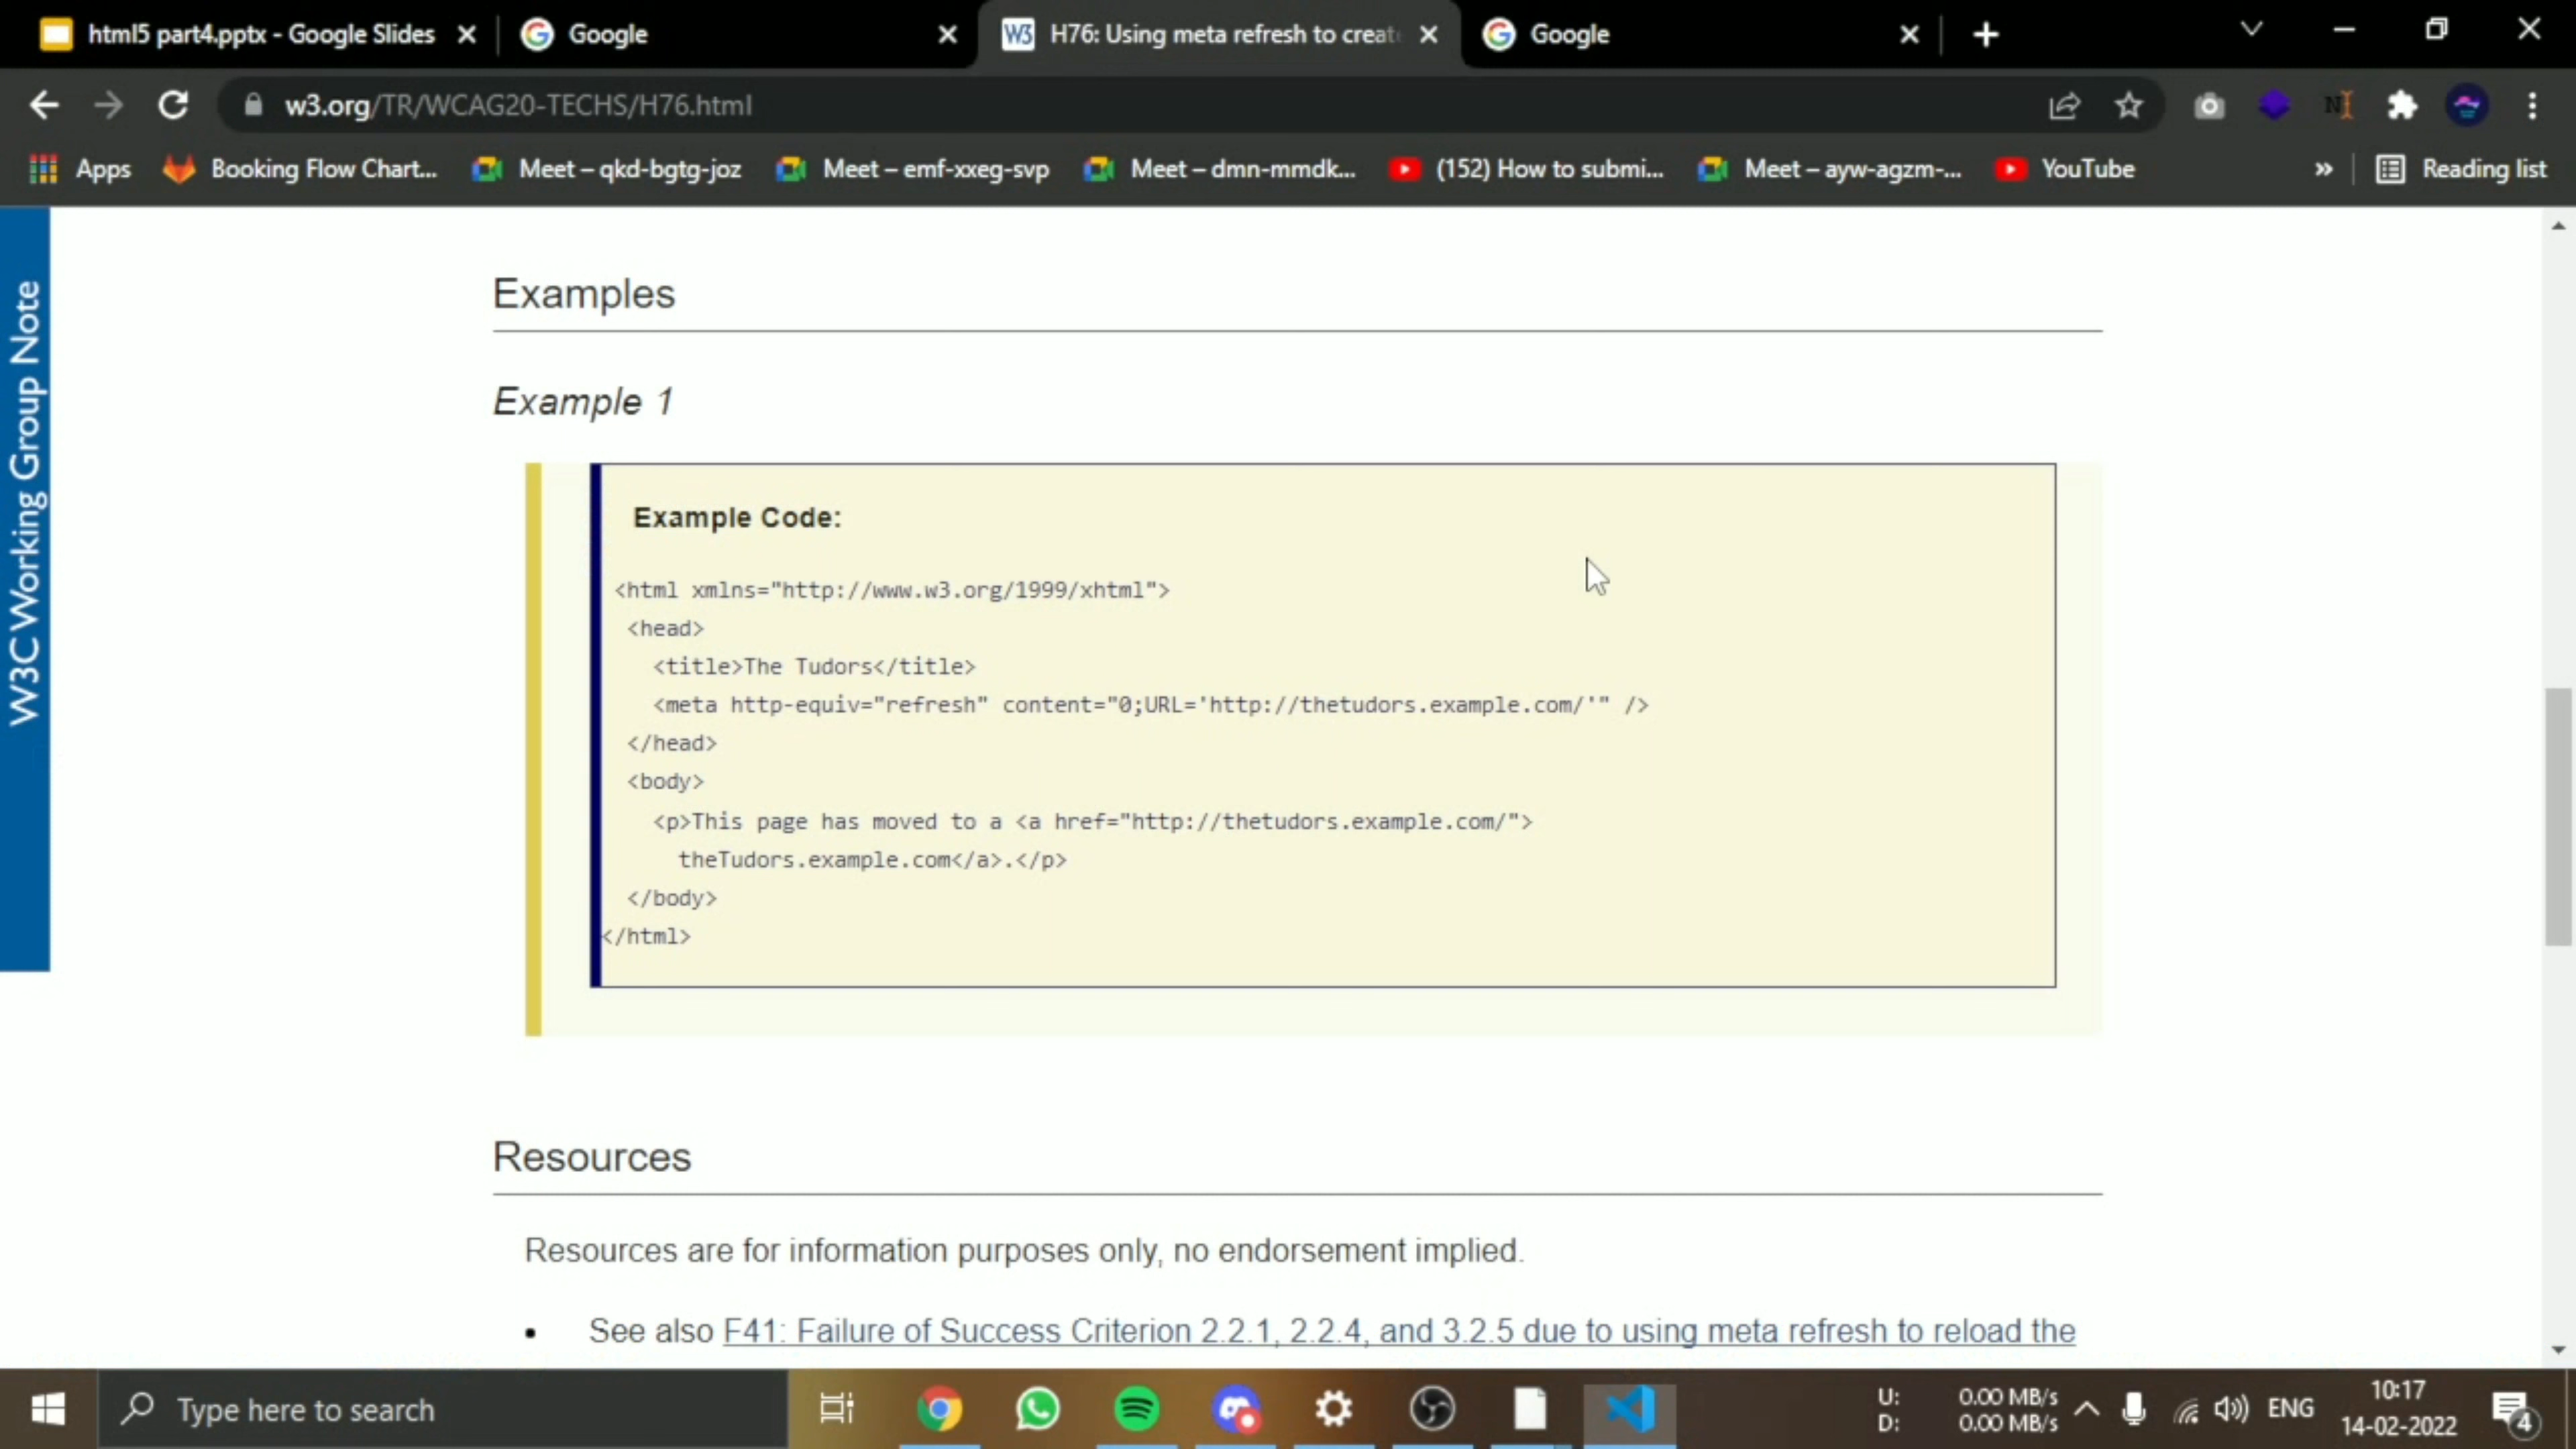 html5 part4.pptx - Google Slides
Google
H76: Using meta refresh to creat
Google
w3.org/TR/WCAG20-TECHS/H76.html
Apps
Booking Flow Chart...
Meet – qkd-bgtg-joz
Meet – emf-xxeg-svp
Meet – dmn-mmdk...
(152) How to submi...
Meet – ayw-agzm-...
YouTube
»
Reading list
W3C Working Group Note
Examples
Example 1
Example Code:
<html xmlns="http://www.w3.org/1999/xhtml">
<head>
<title>The Tudors</title>
<meta http-equiv="refresh" content="0;URL='http://thetudors.example.com/'" />
</head>
<body>
<p>This page has moved to a <a href="http://thetudors.example.com/">
theTudors.example.com</a>.</p>
</body>
</html>
Resources
Resources are for information purposes only, no endorsement implied.
• See also F41: Failure of Success Criterion 2.2.1, 2.2.4, and 3.2.5 due to using meta refresh to reload the
Type here to search
U: 0.00 MB/s
D: 0.00 MB/s
ENG
10:17
14-02-2022
4